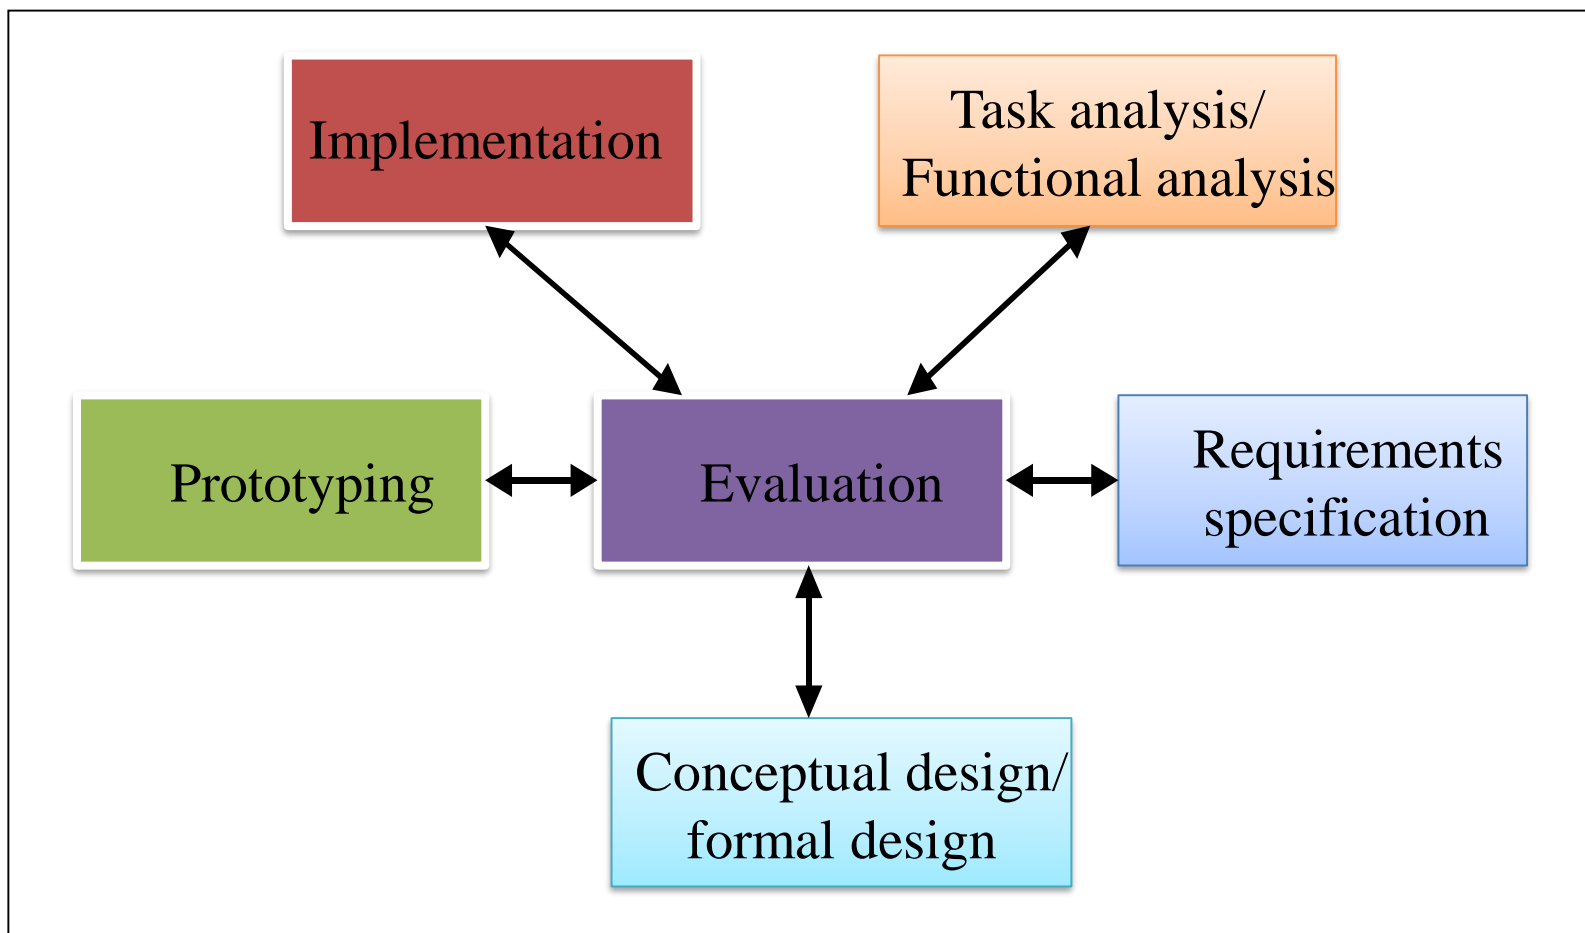 Implementation
Task analysis/
Functional analysis
Prototyping
Evaluation
Requirements
specification
Conceptual design/
formal design